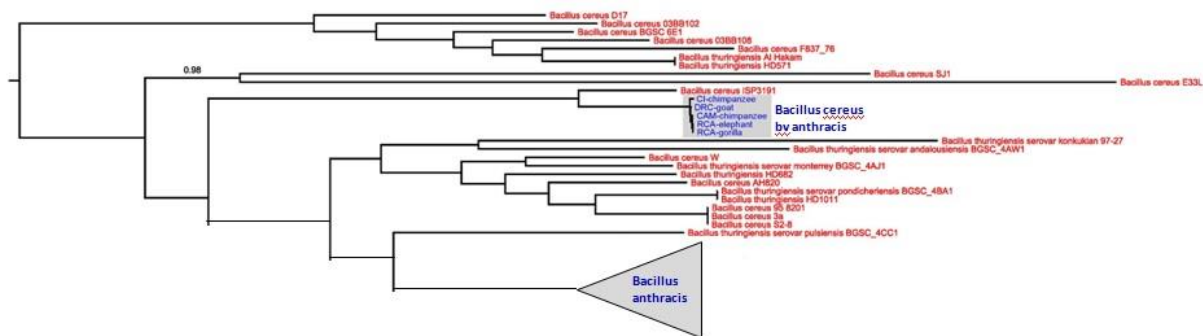 Bacillus cereus D17
Bacillus cereus 03BB102
Bacillus cereus BGSC 6E1
Bacillus cereus 03BB108
Bacillus cereus F837_76
Bacillus thuringiensis Al Hakam
Bacillus thuringiensis HD571
0.98
Bacillus cereus SJ1
Bacillus cereus E33L
Bacillus cereus ISP3191
CI-chimpanzee
DRC-goat
CAM-chimpanzee
RCA-elephant
RCA-gorilla
Bacillus cereus
bv anthracis
Bacillus thuringiensis serovar konkukian 97-27
Bacillus thuringiensis serovar andalousiensis BGSC_4AW1
Bacillus cereus W
Bacillus thuringiensis serovar monterrey BGSC_4AJ1
Bacillus thuringiensis HD682
Bacillus cereus AH820
Bacillus thuringiensis serovar pondicheriensis BGSC_4BA1
Bacillus thuringiensis HD1011
Bacillus cereus 95 8201
Bacillus cereus 3a
Bacillus cereus S2-8
Bacillus thuringiensis serovar pulsiensis BGSC_4CC1
Bacillus
anthracis